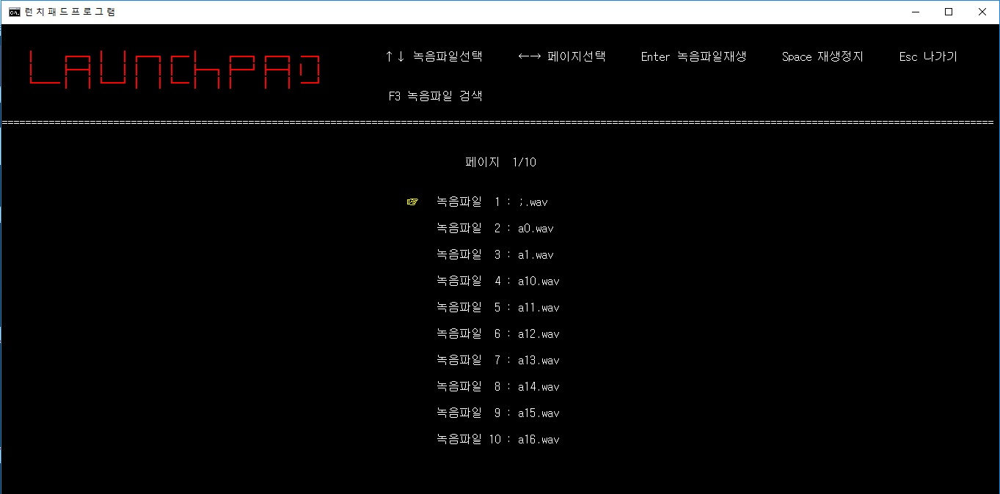 런치패드프로그램
LAUNChPAD
↑↓ 녹음파일선택 ←→ 페이지선택 Enter 녹음파일재생 Space 재생정지 Esc 나가기
F3 녹음파일 검색
페이지 1/10
☞ 녹음파일 1 : ;.wav
녹음파일 2 : a0.wav
녹음파일 3 : a1.wav
녹음파일 4 : a10.wav
녹음파일 5 : a11.wav
녹음파일 6 : a12.wav
녹음파일 7 : a13.wav
녹음파일 8 : a14.wav
녹음파일 9 : a15.wav
녹음파일 10 : a16.wav